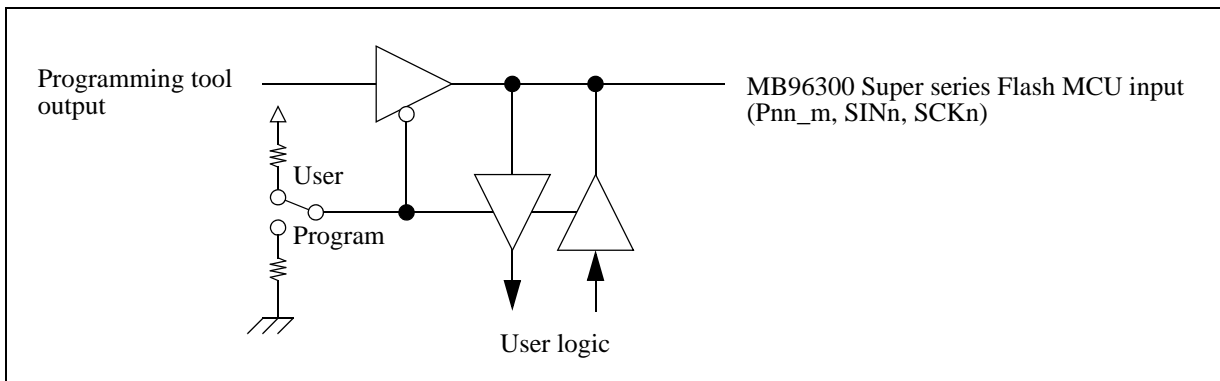 Programming tool
output
MB96300 Super series Flash MCU input
(Pnn_m, SINn, SCKn)
User
Program
User logic